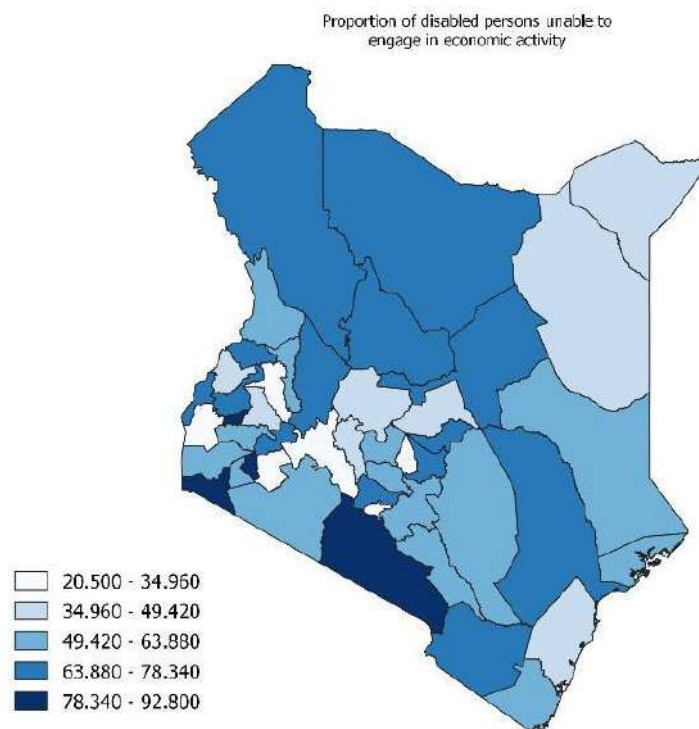 Proportion of disabled persons unable to
engage in economic activity
20.500 - 34.960
34.960 - 49.420
49.420 - 63.880
63.880 - 78.340
78.340 - 92.800